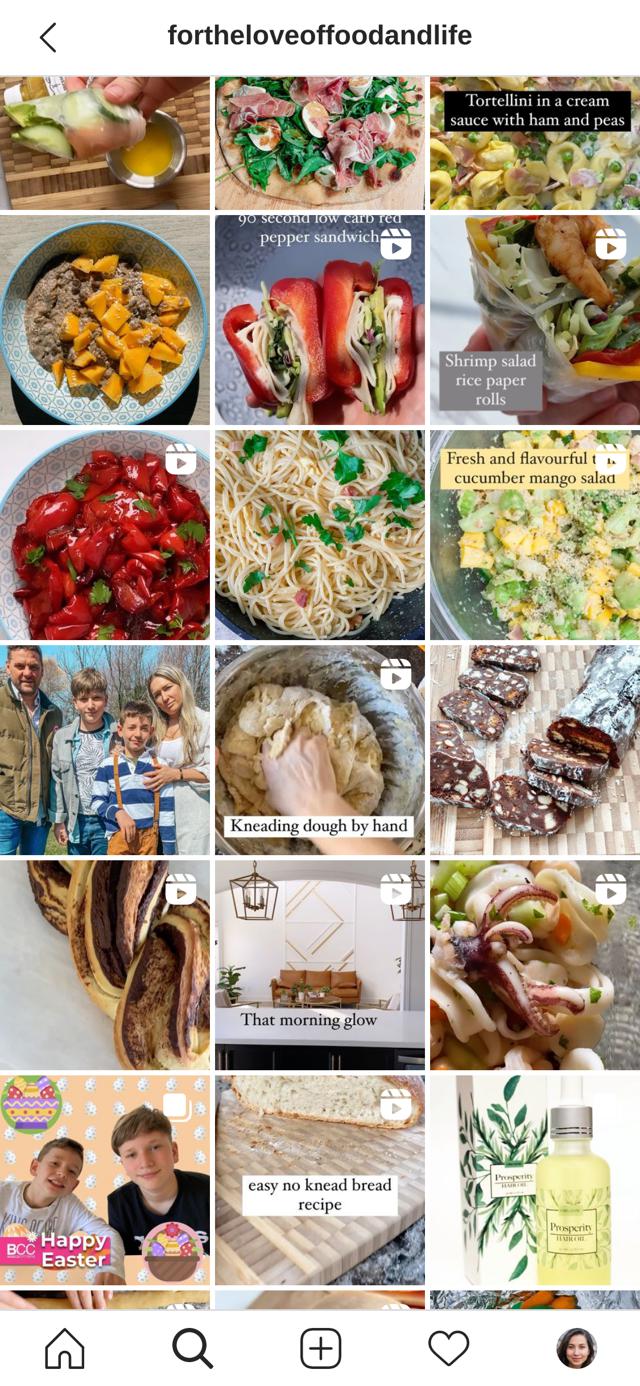 fortheloveoffoodandlife
Tortellini in a cream
sauce with ham and peas
90 second low carb red
pepper sandwich
Shrimp salad
rice paper
rolls
Fresh and flavourful
cucumber mango salad
Kneading dough by hand
That morning glow
BCC
Happy
Easter
easy no knead bread
recipe
Prosperity
HAIR OIL
Prosperity
HAIR OIL